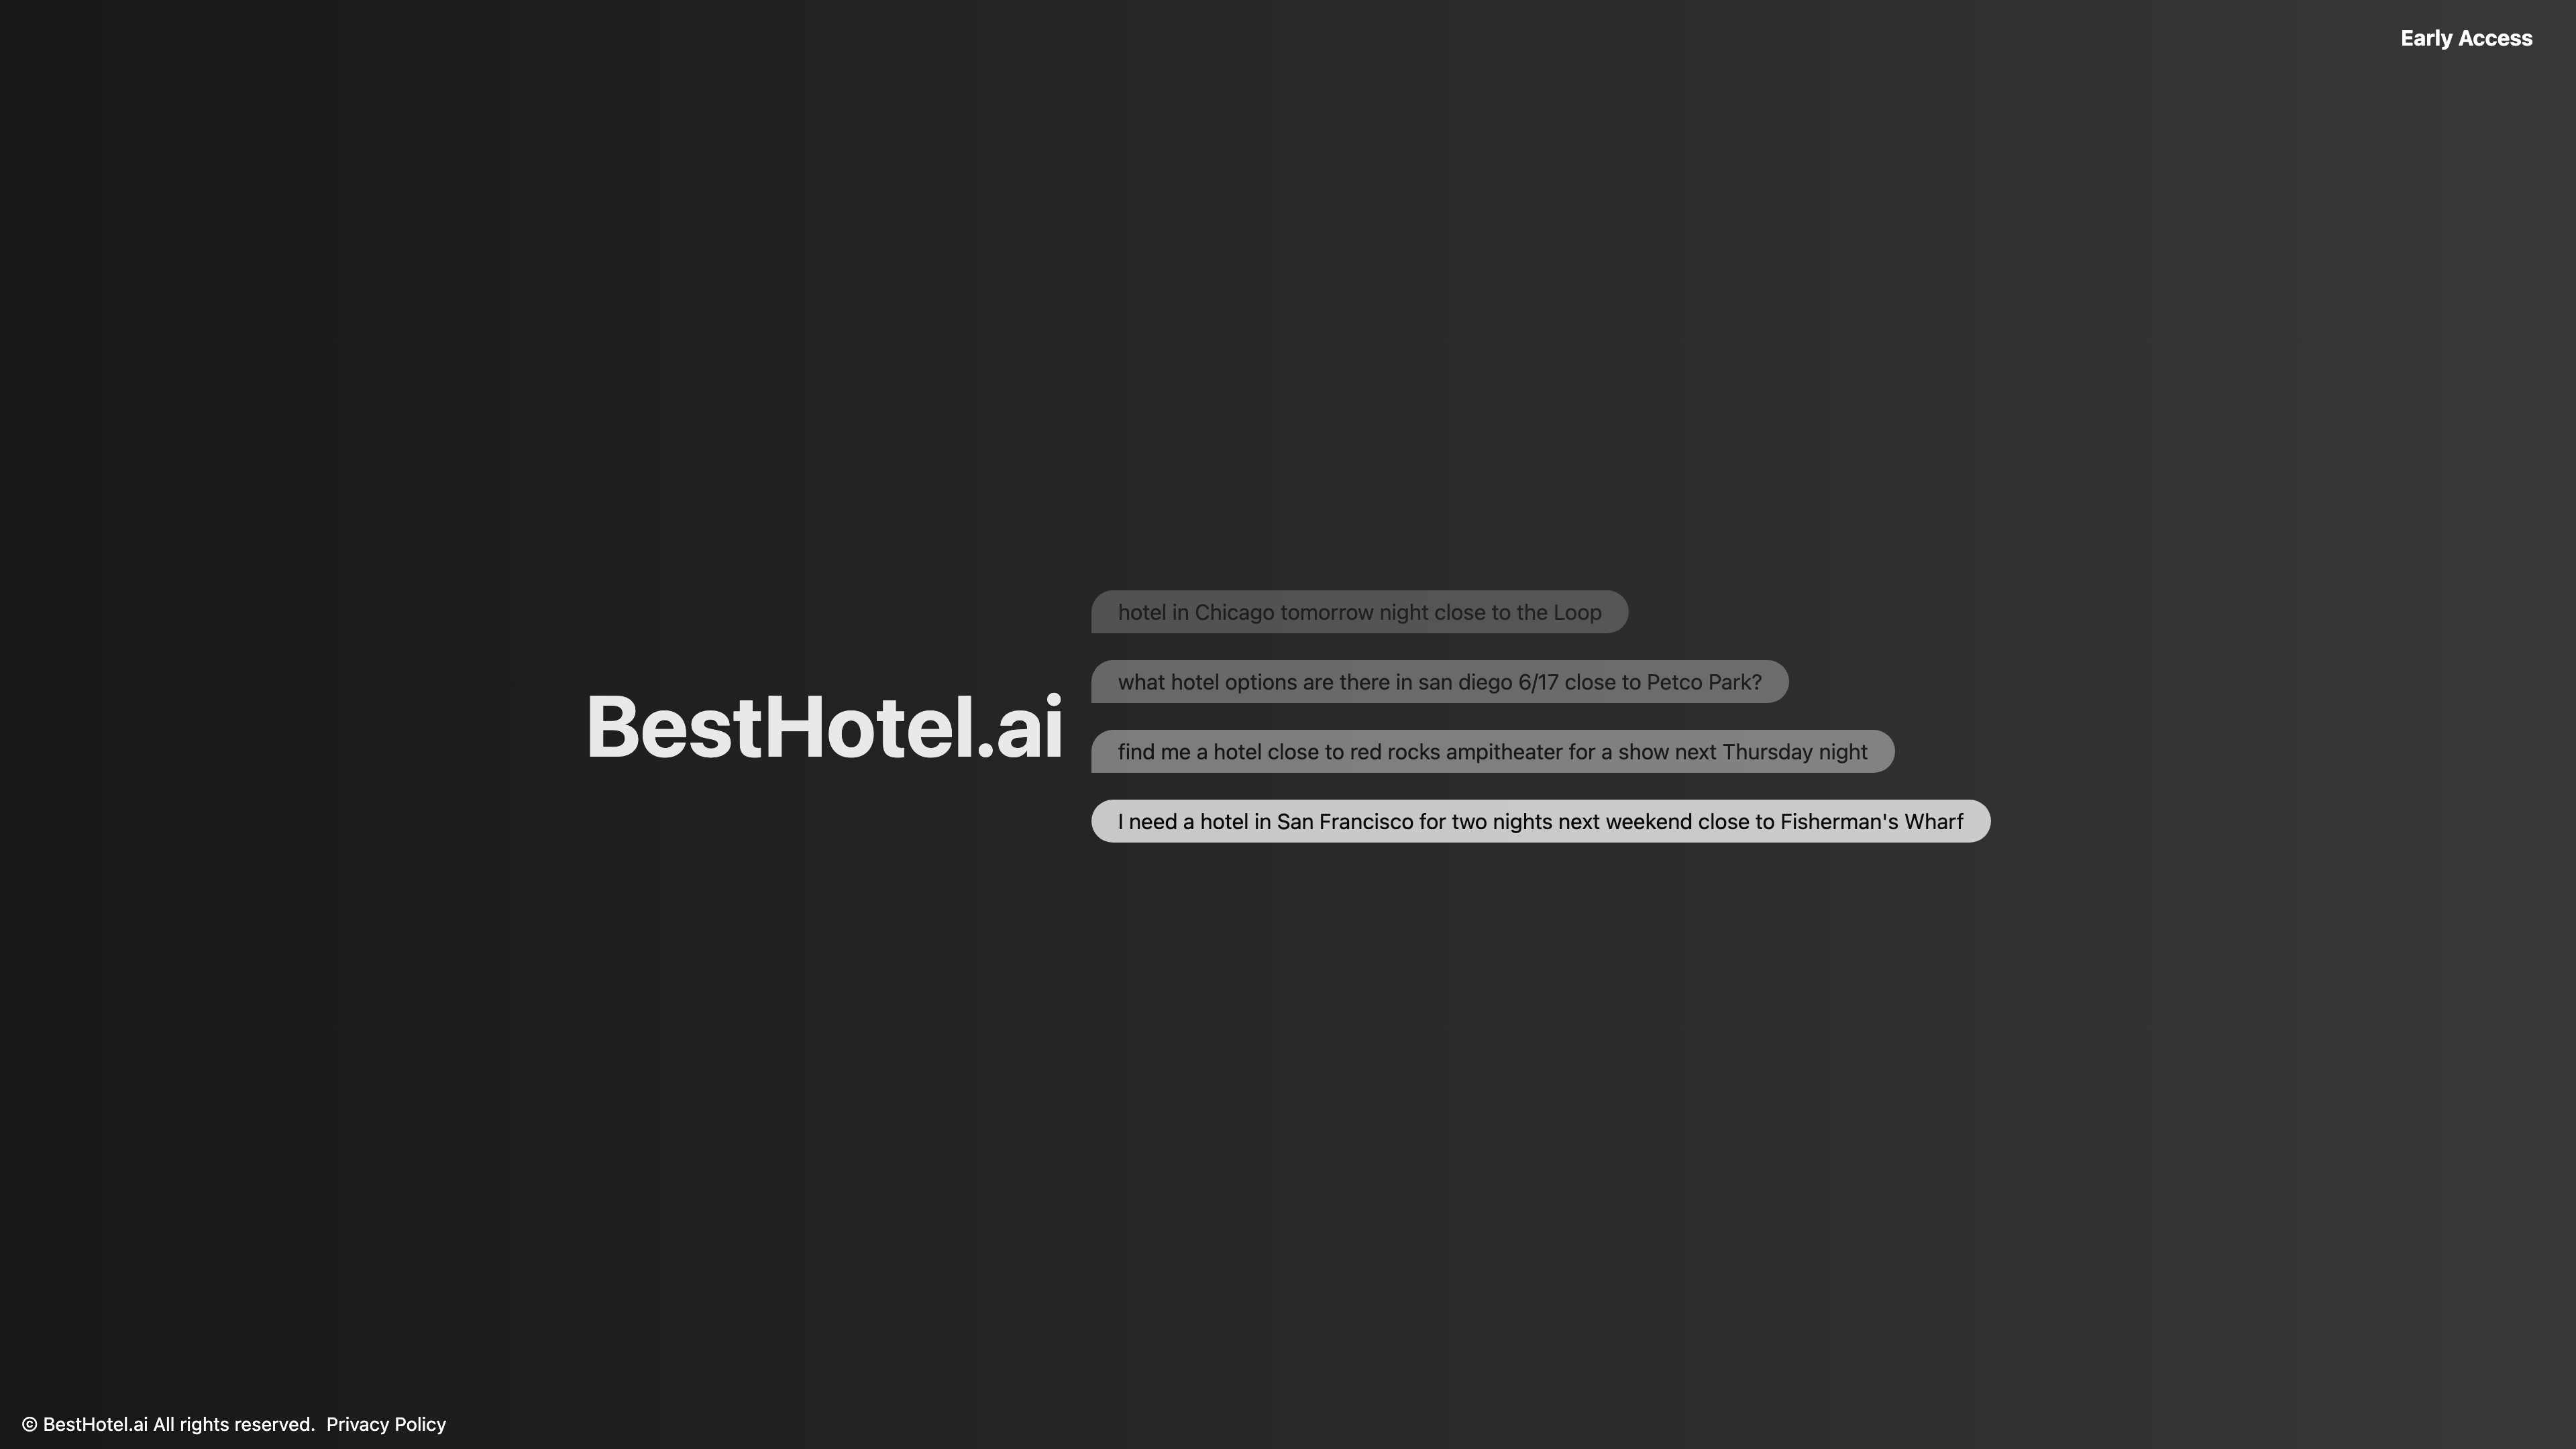 Early Access
hotel in Chicago tomorrow night close to the Loop
what hotel options are there in san diego 6/17 close to Petco Park?
BestHotel.ai
find me a hotel close to red rocks ampitheater for a show next Thursday night
I need a hotel in San Francisco for two nights next weekend close to Fisherman's Wharf
© BestHotel.ai All rights reserved. Privacy Policy